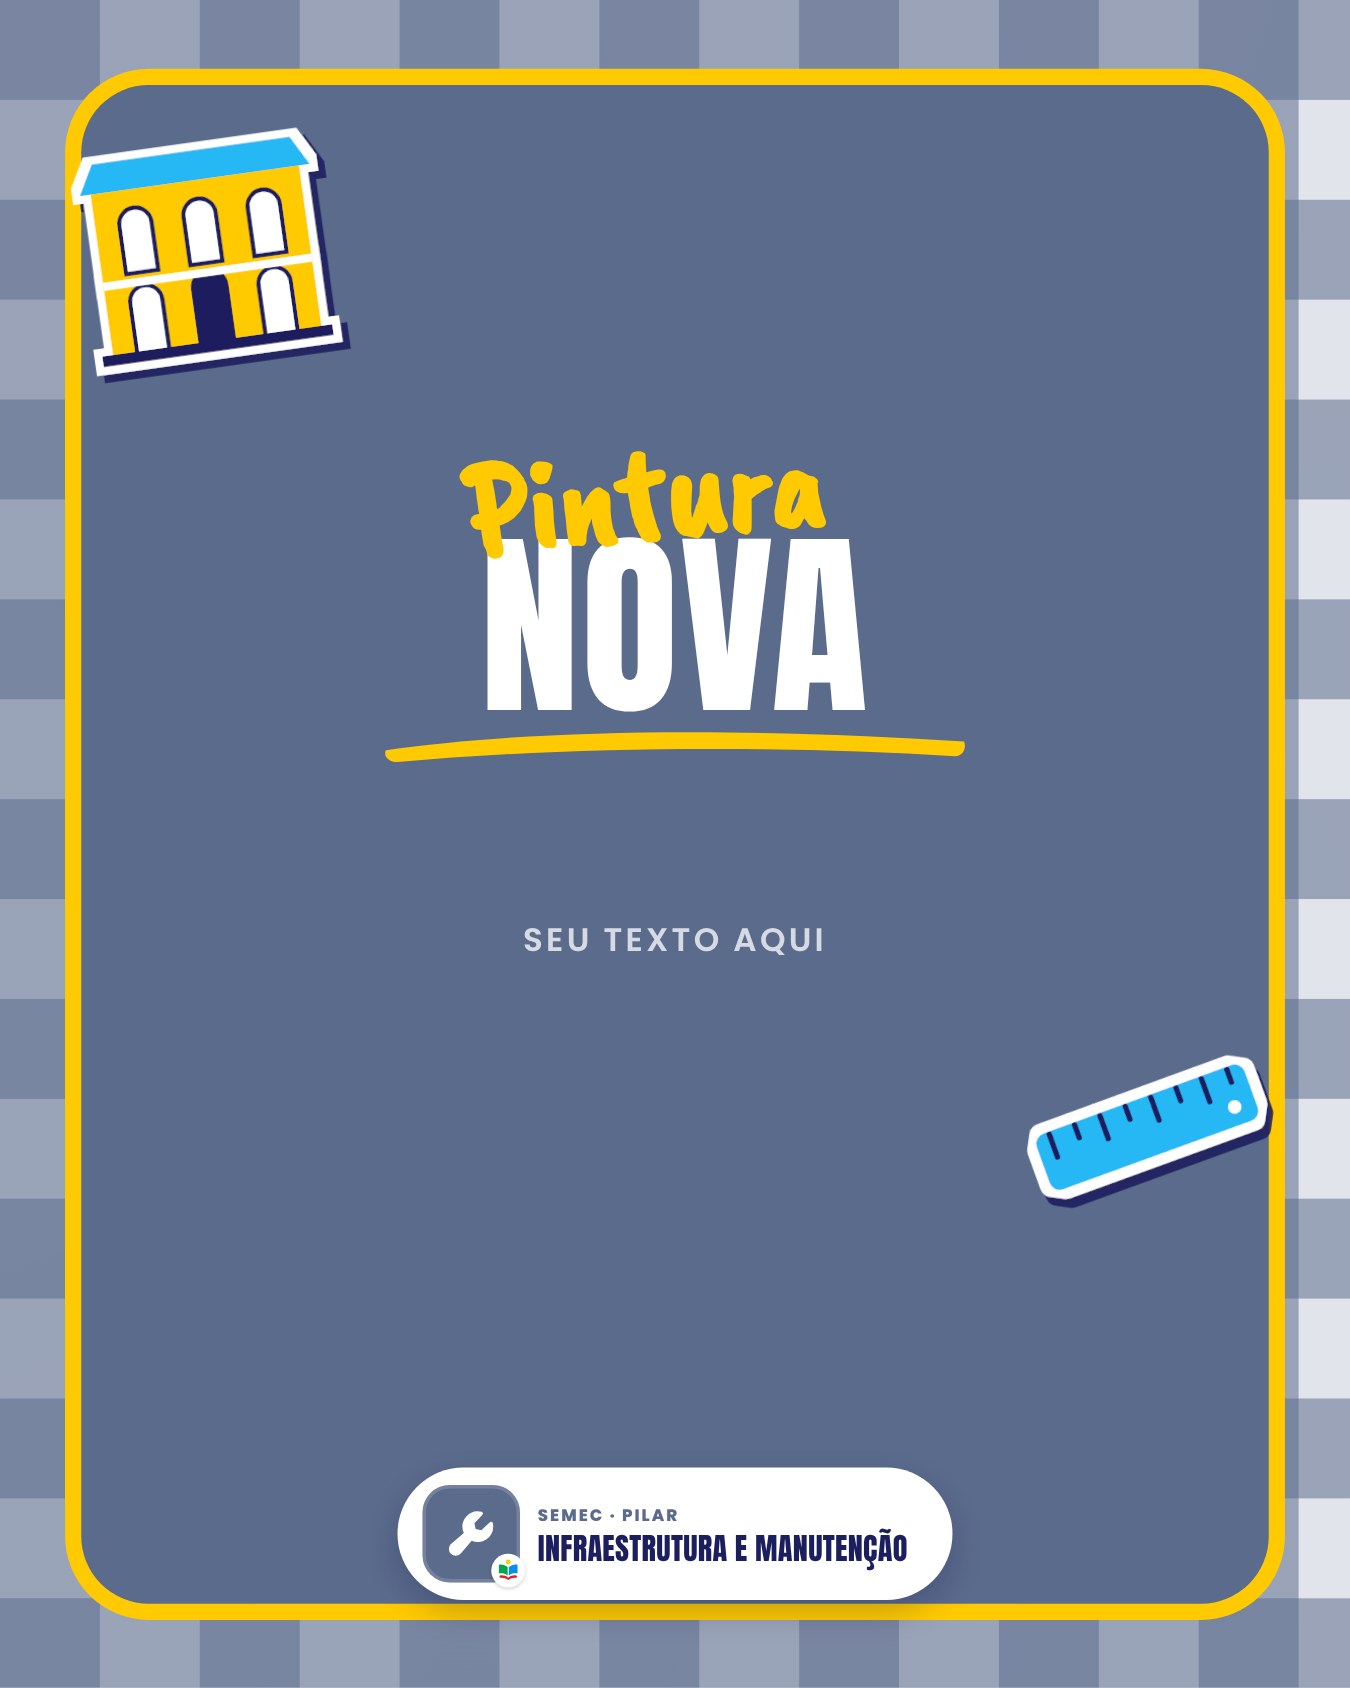 Pintura
NOVA
SEU TEXTO AQUI
SEMEC · PILAR
INFRAESTRUTURA E MANUTENÇÃO